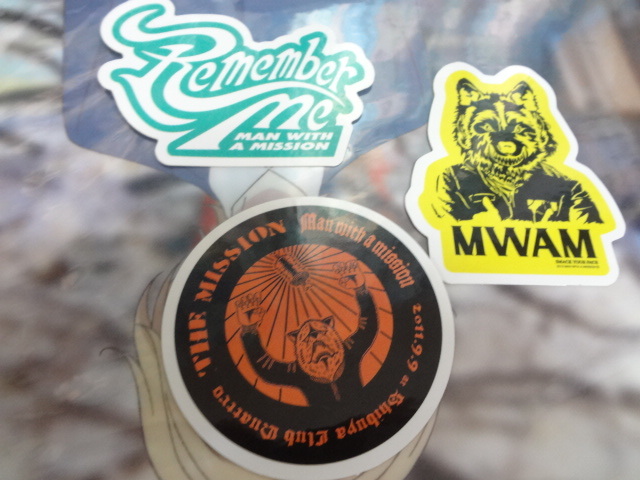 Remember
me
MAN WITH
A MISSION
MWAM
THE MISSION
Man with a mission
2011.9.9 = Shibuya Club Quattro